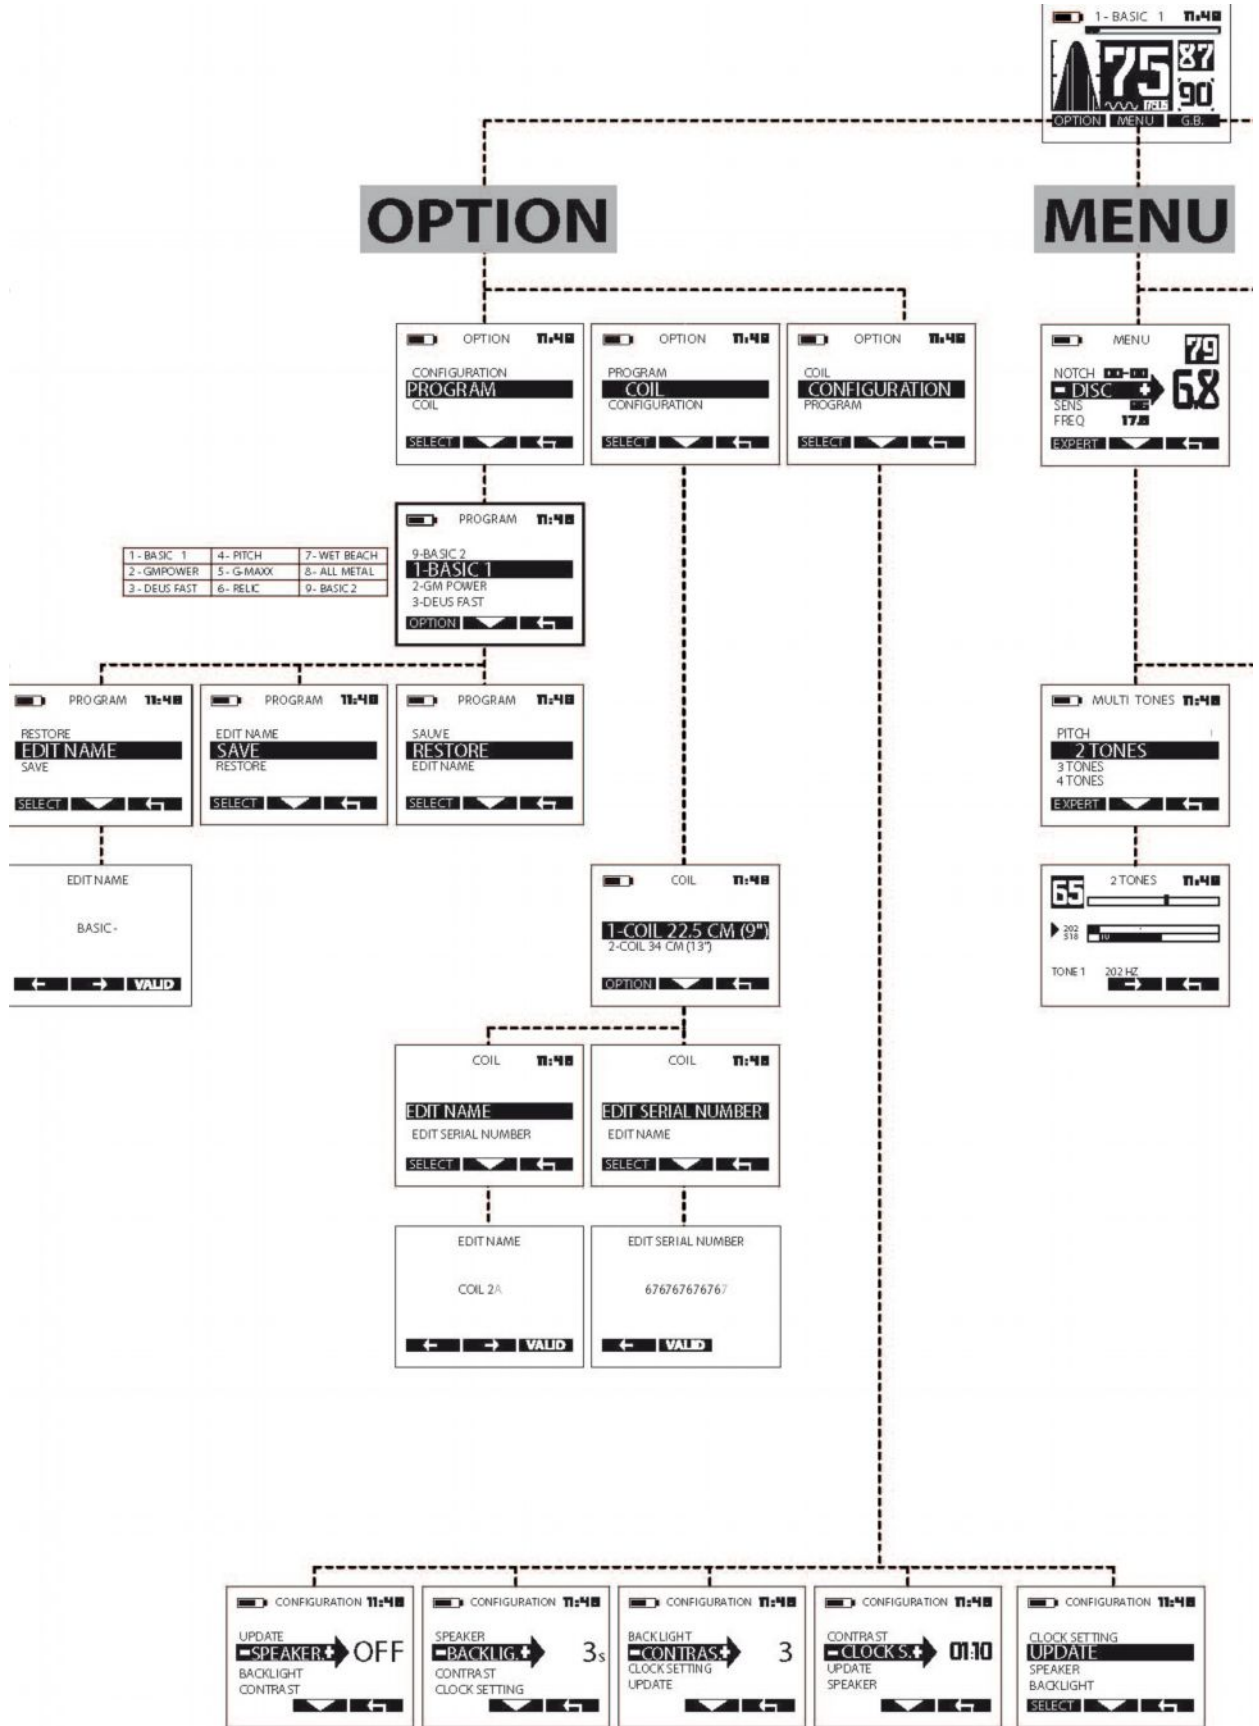 1- BASIC 1 11:48
75 87
90
OPTION MENU G.B.
OPTION
MENU
OPTION 11:48
CONFIGURATION
PROGRAM
COIL
SELECT
OPTION 11:48
PROGRAM
COIL
CONFIGURATION
SELECT
OPTION 11:48
COIL
CONFIGURATION
PROGRAM
SELECT
MENU 79
NOTCH 00-00
- DISC + 6.8
SENS
FREQ 17.8
EXPERT
1 - BASIC 1 4- PITCH 7- WET BEACH
2 - GMPOWER 5- G-MAXX 8- ALL METAL
3 - DEUS FAST 6- RELIC 9- BASIC 2
PROGRAM 11:48
9-BASIC 2
1-BASIC 1
2-GM POWER
3-DEUS FAST
OPTION
PROGRAM 11:48
RESTORE
EDIT NAME
SAVE
SELECT
PROGRAM 11:48
EDIT NAME
SAVE
RESTORE
SELECT
PROGRAM 11:48
SAUVE
RESTORE
EDIT NAME
SELECT
MULTI TONES 11:48
PITCH
2 TONES
3 TONES
4 TONES
EXPERT
EDIT NAME
BASIC-
← → VALID
COIL 11:48
1-COIL 22.5 CM (9")
2-COIL 34 CM (13")
OPTION
65 2 TONES 11:48
202
518 10
TONE 1 202 HZ
→
COIL 11:48
EDIT NAME
EDIT SERIAL NUMBER
SELECT
COIL 11:48
EDIT SERIAL NUMBER
EDIT NAME
SELECT
EDIT NAME
COIL 2A
← → VALID
EDIT SERIAL NUMBER
676767676767
← VALID
CONFIGURATION 11:48
UPDATE
-SPEAKER.+ OFF
BACKLIGHT
CONTRAST
CONFIGURATION 11:48
SPEAKER
-BACKLIG.+ 3s
CONTRAST
CLOCK SETTING
CONFIGURATION 11:48
BACKLIGHT
-CONTRAS.+ 3
CLOCK SETTING
UPDATE
CONFIGURATION 11:48
CONTRAST
-CLOCK S.+ 01:10
UPDATE
SPEAKER
CONFIGURATION 11:48
CLOCK SETTING
UPDATE
SPEAKER
BACKLIGHT
SELECT